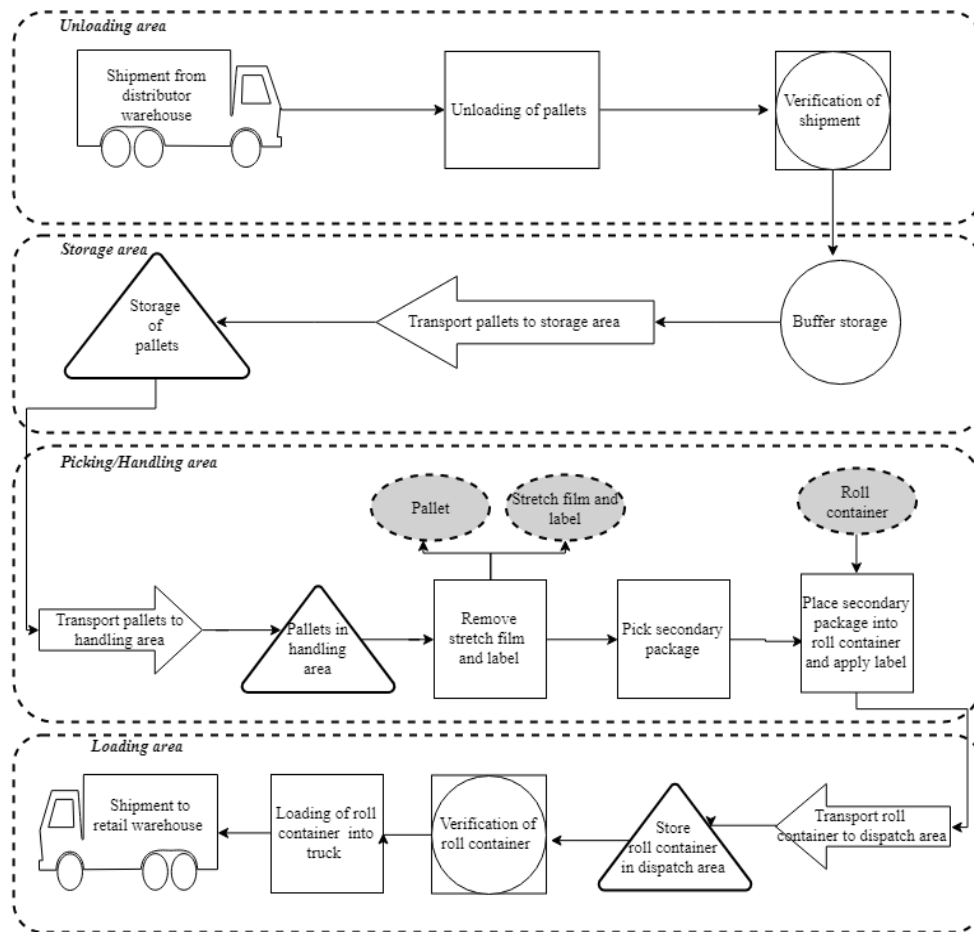 Unloading area
Shipment from
distributor
warehouse
Unloading of pallets
Verification of
shipment
Storage area
Storage
of
pallets
Transport pallets to storage area
Buffer storage
Picking/Handling area
Pallet
Stretch film and
label
Roll
container
Transport pallets to
handling area
Pallets in
handling
area
Remove
stretch film
and label
Pick secondary
package
Place secondary
package into
roll container
and apply label
Loading area
Shipment to
retail warehouse
Loading of roll
container into
truck
Verification of
roll container
Store
roll container
in dispatch area
Transport roll
container to dispatch area